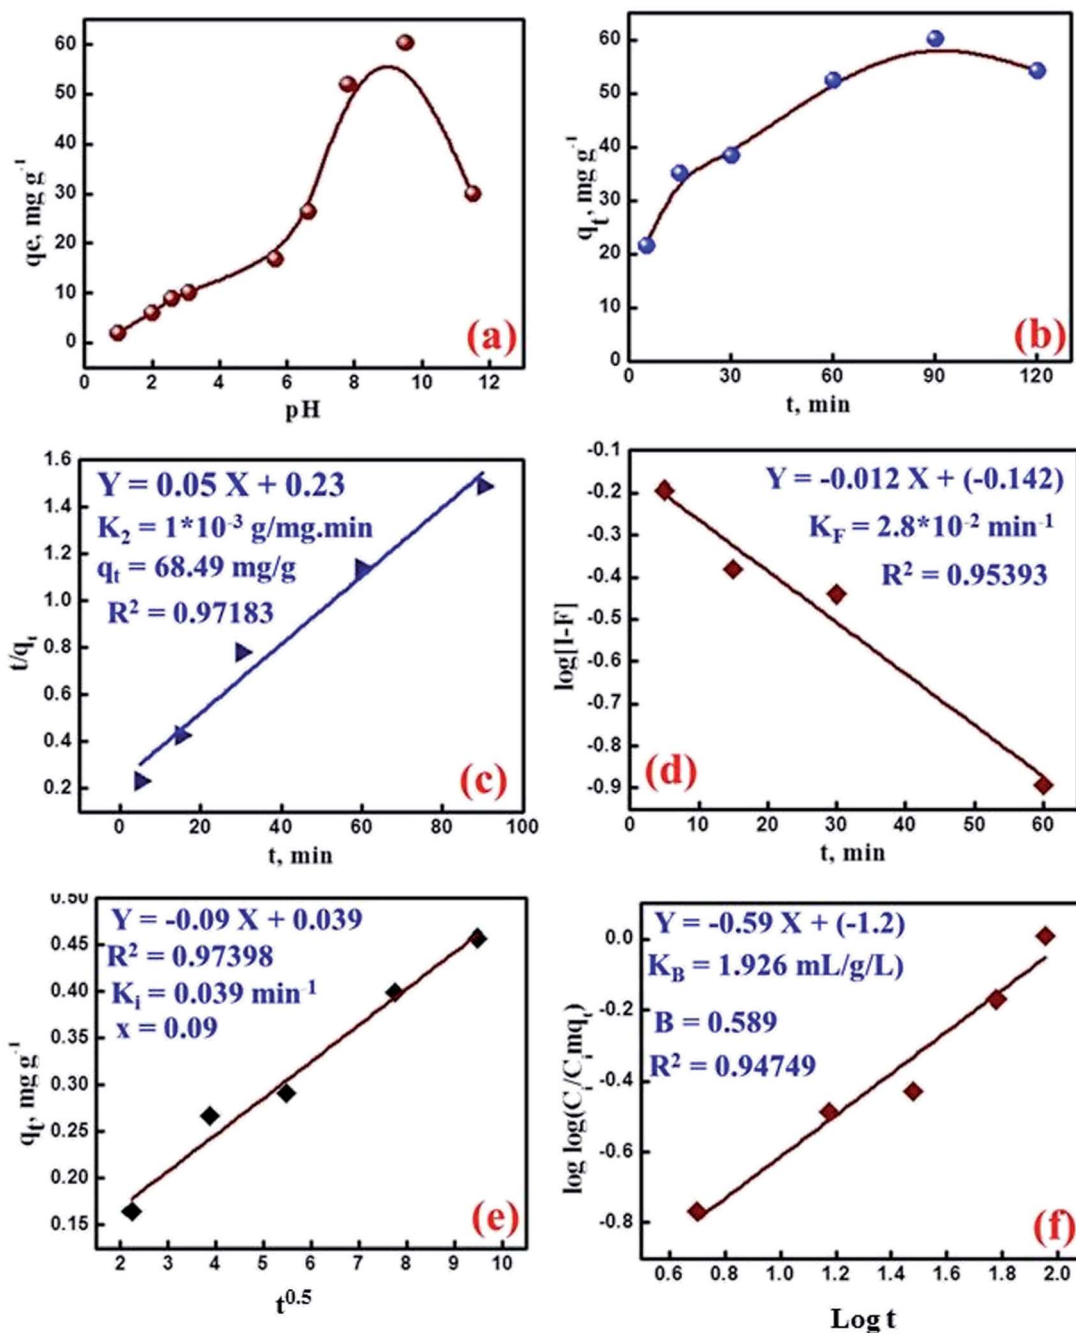 60
50
40
30
20
10
0
qe, mg g⁻¹
0 2 4 6 8 10 12
pH
(a)
60
50
40
30
20
10
0
qₜ, mg g⁻¹
0 30 60 90 120
t, min
(b)
Y = 0.05 X + 0.23
K₂ = 1*10⁻³ g/mg.min
qₜ = 68.49 mg/g
R² = 0.97183
1.6
1.4
1.2
1.0
0.8
0.6
0.4
0.2
t/qₜ
0 20 40 60 80 100
t, min
(c)
Y = -0.012 X + (-0.142)
K_F = 2.8*10⁻² min⁻¹
R² = 0.95393
-0.1
-0.2
-0.3
-0.4
-0.5
-0.6
-0.7
-0.8
-0.9
log[1-F]
0 10 20 30 40 50 60
t, min
(d)
Y = -0.09 X + 0.039
R² = 0.97398
Kᵢ = 0.039 min⁻¹
x = 0.09
0.50
0.45
0.40
0.35
0.30
0.25
0.20
0.15
qₜ, mg g⁻¹
2 3 4 5 6 7 8 9 10
t⁰·⁵
(e)
Y = -0.59 X + (-1.2)
K_B = 1.926 mL/g/L)
B = 0.589
R² = 0.94749
0.0
-0.2
-0.4
-0.6
-0.8
log log(Cᵢ/Cᵢmqₜ)
0.6 0.8 1.0 1.2 1.4 1.6 1.8 2.0
Log t
(f)